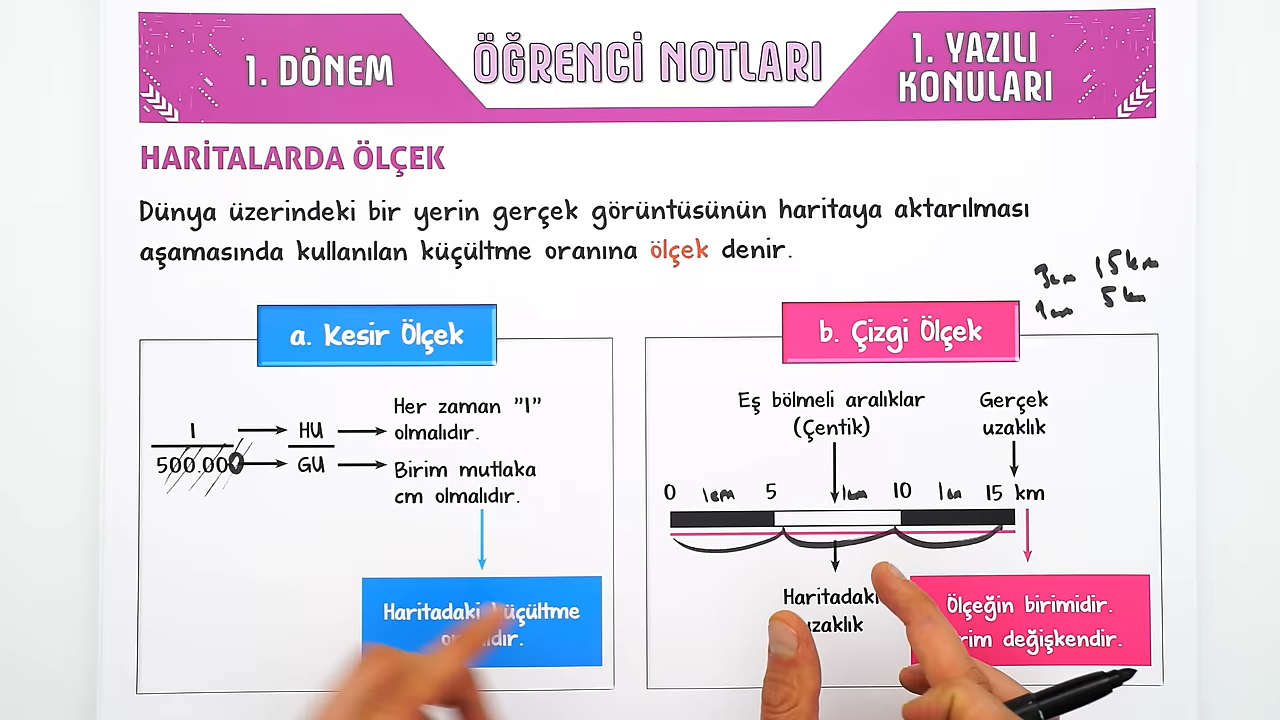 1. DÖNEM
ÖĞRENCİ NOTLARI
1. YAZILI
KONULARI
HARİTALARDA ÖLÇEK
Dünya üzerindeki bir yerin gerçek görüntüsünün haritaya aktarılması
aşamasında kullanılan küçültme oranına ölçek denir.
3cm 15km
1cm 5km
a. Kesir Ölçek
1
500.000
HU
GU
Her zaman "1"
olmalıdır.
Birim mutlaka
cm olmalıdır.
Haritadaki küçültme
b. Çizgi Ölçek
Eş bölmeli aralıklar
(Çentik)
Gerçek
uzaklık
0 1cm 5 1cm 10 1cm 15 km
Haritadaki
uzaklık
Ölçeğin birimidir.
değişkendir.